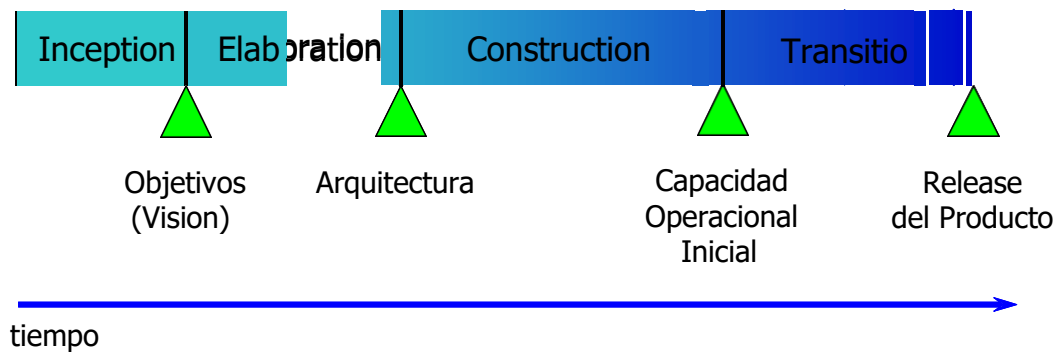 Inception Elaboration Construction Transitio
Objetivos
(Vision)
Arquitectura
Capacidad
Operacional
Inicial
Release
del Producto
tiempo